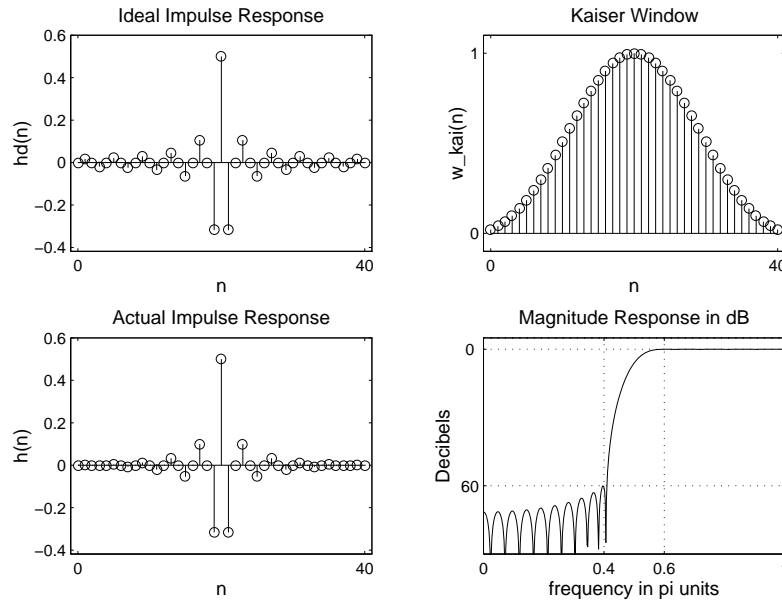 Ideal Impulse Response
0.6
0.4
0.2
0
−0.2
−0.4
hd(n)
0
40
n
Kaiser Window
1
0
w_kai(n)
0
40
n
Actual Impulse Response
0.6
0.4
0.2
0
−0.2
−0.4
h(n)
0
40
n
Magnitude Response in dB
0
60
Decibels
0
0.4
0.6
frequency in pi units